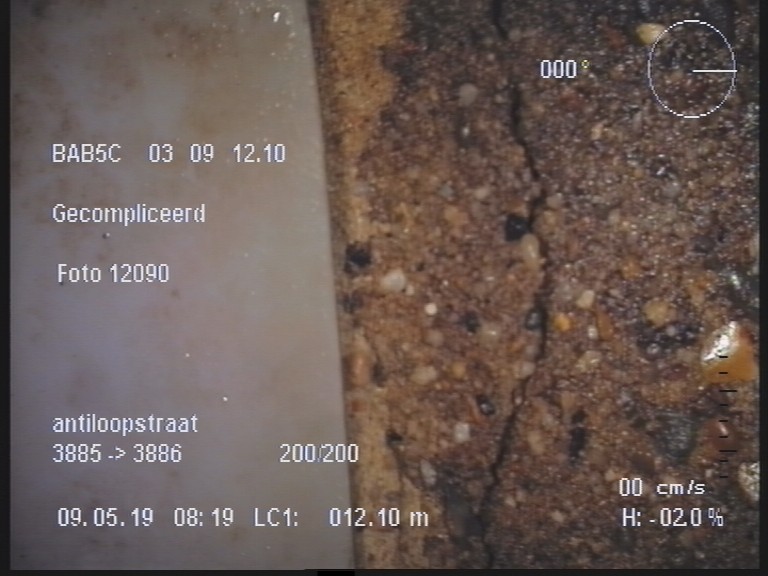 000°
BAB5C 03 09 12.10
Gecompliceerd
Foto 12090
antiloopstraat
3885 -> 3886 200/200
00 cm/s
09.05.19 08:19 LC1: 012.10 m H: -02.0 %